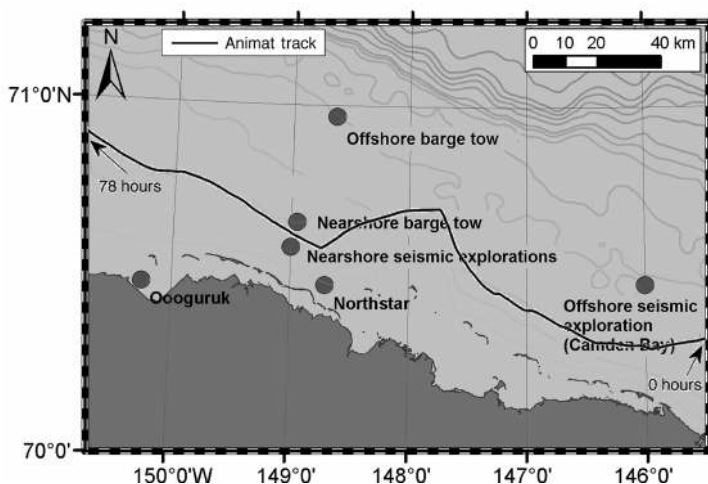 N
Animat track
0 10 20 40 km
71°0'N
Offshore barge tow
78 hours
Nearshore barge tow
Nearshore seismic explorations
Oooguruk
Northstar
Offshore seismic
exploration
(Camden Bay)
0 hours
70°0'
150°0'W 149°0' 148°0' 147°0' 146°0'